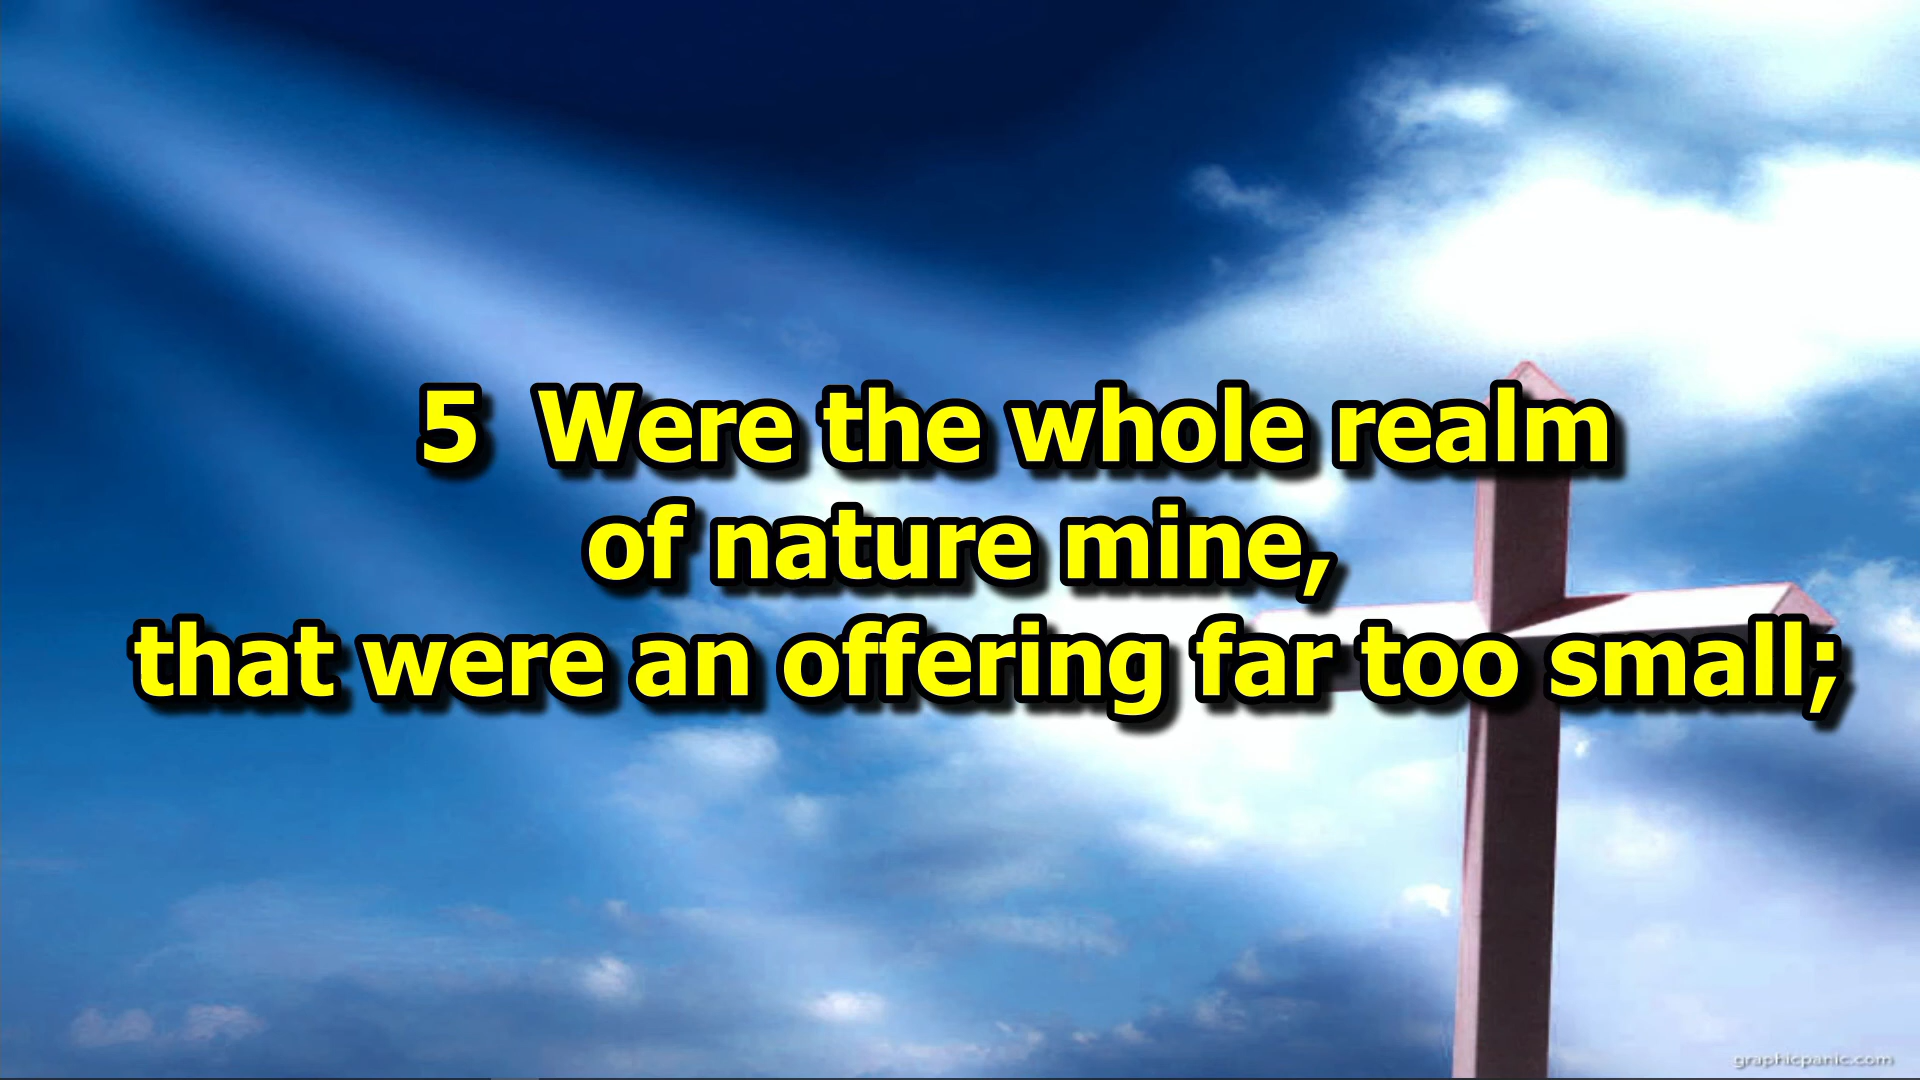 5  Were the whole realm
of nature mine,
that were an offering far too small;
graphicpanic.com